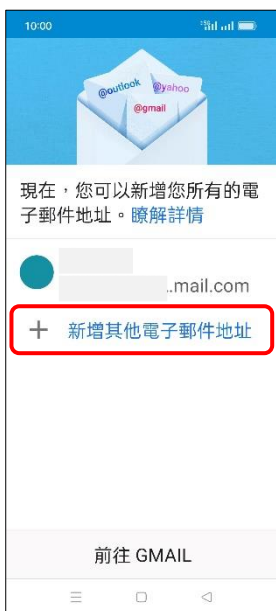 10:00
@outlook @yahoo
@gmail
現在，您可以新增您所有的電
子郵件地址。瞭解詳情
.mail.com
+ 新增其他電子郵件地址
前往 GMAIL